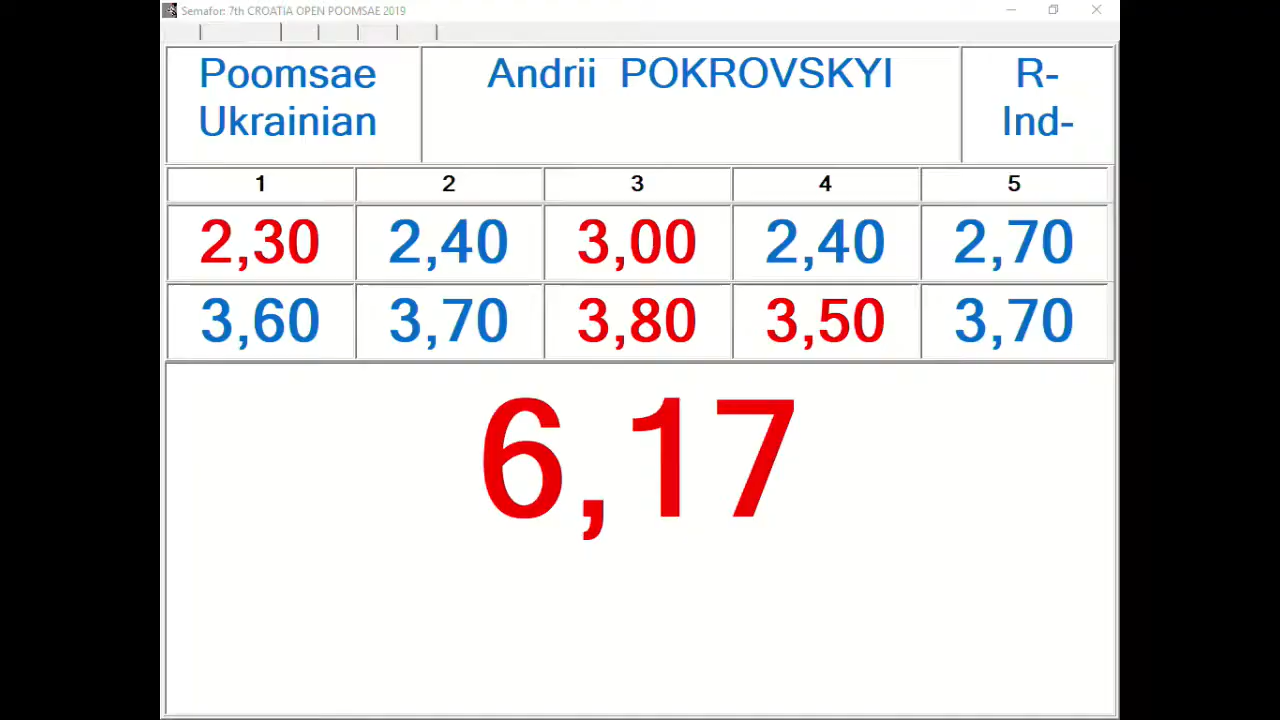 Semafor: 7th CROATIA OPEN POOMSAE 2019
Poomsae
Ukrainian
Andrii POKROVSKYI
R-
Ind-
1 2 3 4 5
2,30 2,40 3,00 2,40 2,70
3,60 3,70 3,80 3,50 3,70
6,17